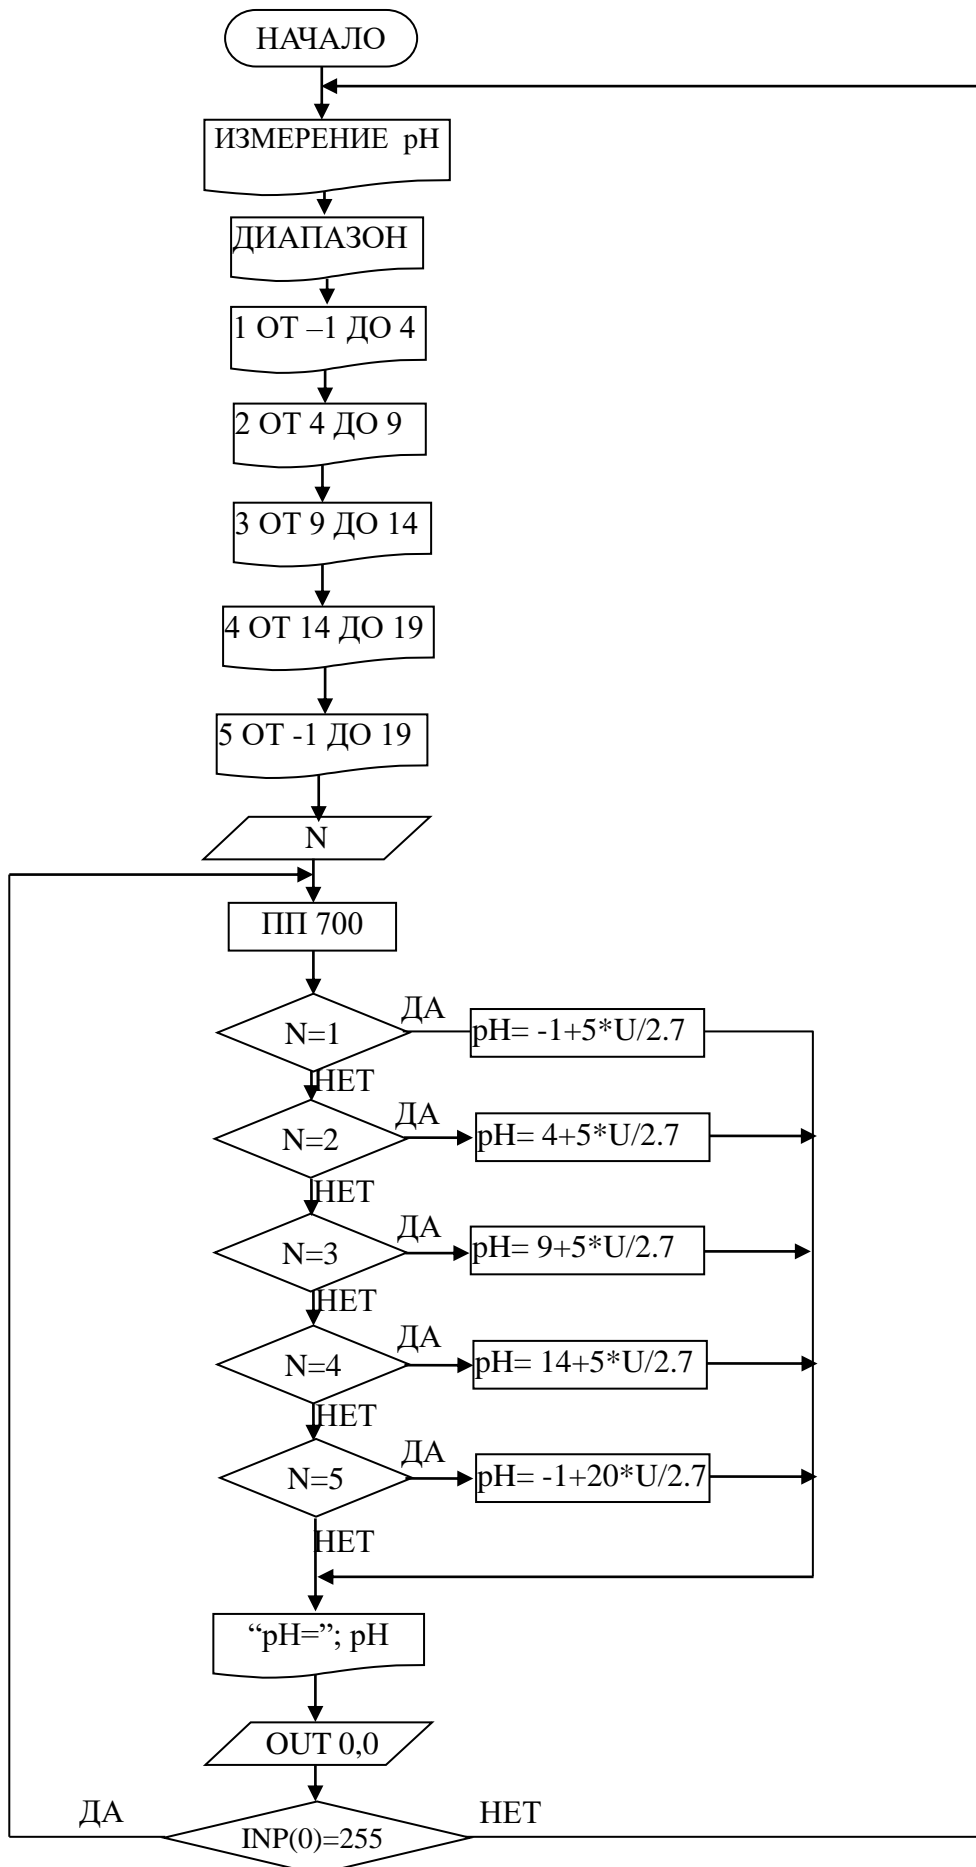 НАЧАЛО
ИЗМЕРЕНИЕ рН
ДИАПАЗОН
1 ОТ –1 ДО 4
2 ОТ 4 ДО 9
3 ОТ 9 ДО 14
4 ОТ 14 ДО 19
5 ОТ -1 ДО 19
N
ПП 700
N=1
ДА
pH= -1+5*U/2.7
НЕТ
N=2
ДА
pH= 4+5*U/2.7
НЕТ
N=3
ДА
pH= 9+5*U/2.7
НЕТ
N=4
ДА
pH= 14+5*U/2.7
НЕТ
N=5
ДА
pH= -1+20*U/2.7
НЕТ
“pH=”; pH
OUT 0,0
ДА
INP(0)=255
НЕТ